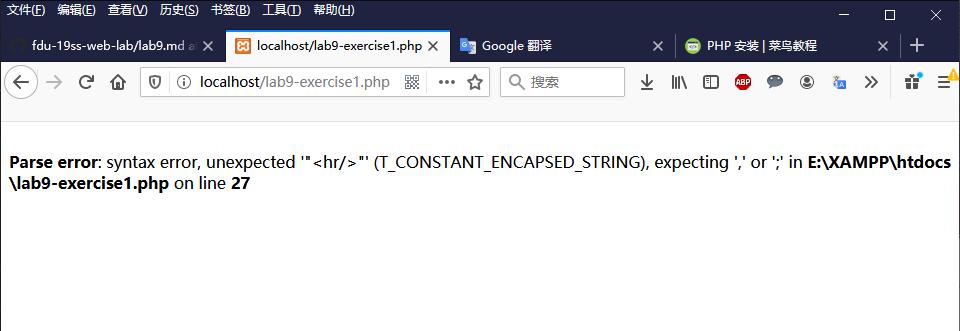 文件(F) 编辑(E) 查看(V) 历史(S) 书签(B) 工具(T) 帮助(H)
fdu-19ss-web-lab/lab9.md a localhost/lab9-exercise1.php Google 翻译 PHP 安装 | 菜鸟教程
localhost/lab9-exercise1.php 搜索 ABP
Parse error: syntax error, unexpected '"<hr/>"' (T_CONSTANT_ENCAPSED_STRING), expecting ',' or ';' in E:\XAMPP\htdocs
\lab9-exercise1.php on line 27